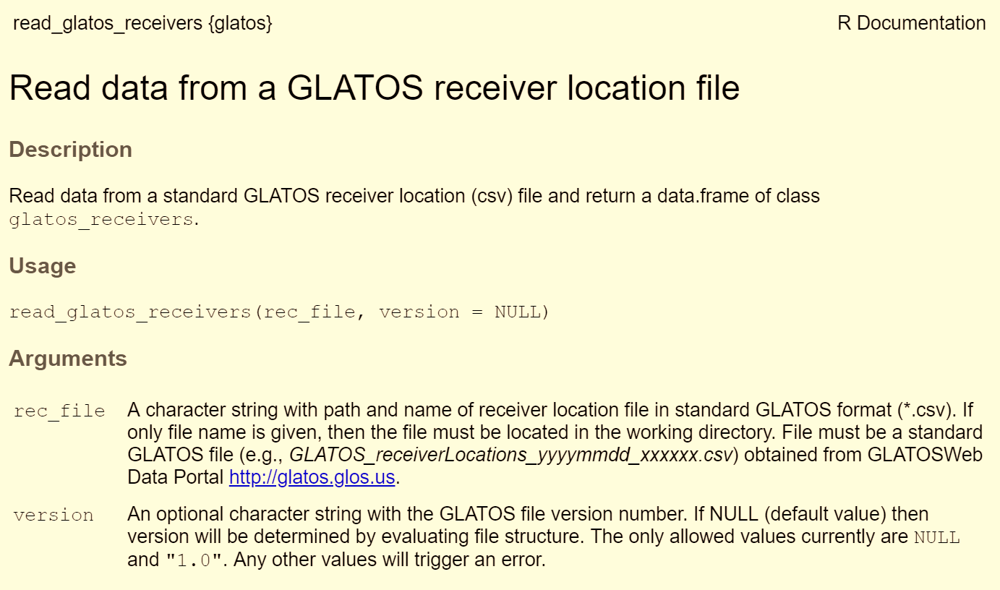 read_glatos_receivers {glatos} R Documentation
Read data from a GLATOS receiver location file
Description
Read data from a standard GLATOS receiver location (csv) file and return a data.frame of class
glatos_receivers.
Usage
read_glatos_receivers(rec_file, version = NULL)
Arguments
rec_file A character string with path and name of receiver location file in standard GLATOS format (*.csv). If
only file name is given, then the file must be located in the working directory. File must be a standard
GLATOS file (e.g., GLATOS_receiverLocations_yyyymmdd_xxxxxx.csv) obtained from GLATOSWeb
Data Portal http://glatos.glos.us.
version An optional character string with the GLATOS file version number. If NULL (default value) then
version will be determined by evaluating file structure. The only allowed values currently are NULL
and "1.0". Any other values will trigger an error.